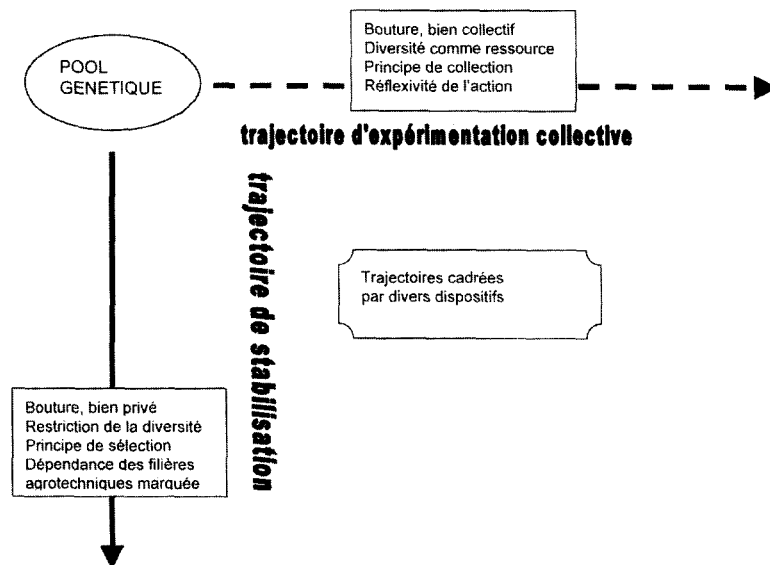 POOL
GENETIQUE
Bouture, bien collectif
Diversité comme ressource
Principe de collection
Réflexivité de l'action
trajectoire d'expérimentation collective
trajectoire de stabilisation
Trajectoires cadrées
par divers dispositifs
Bouture, bien privé
Restriction de la diversité
Principe de sélection
Dépendance des filières
agrotechniques marquée